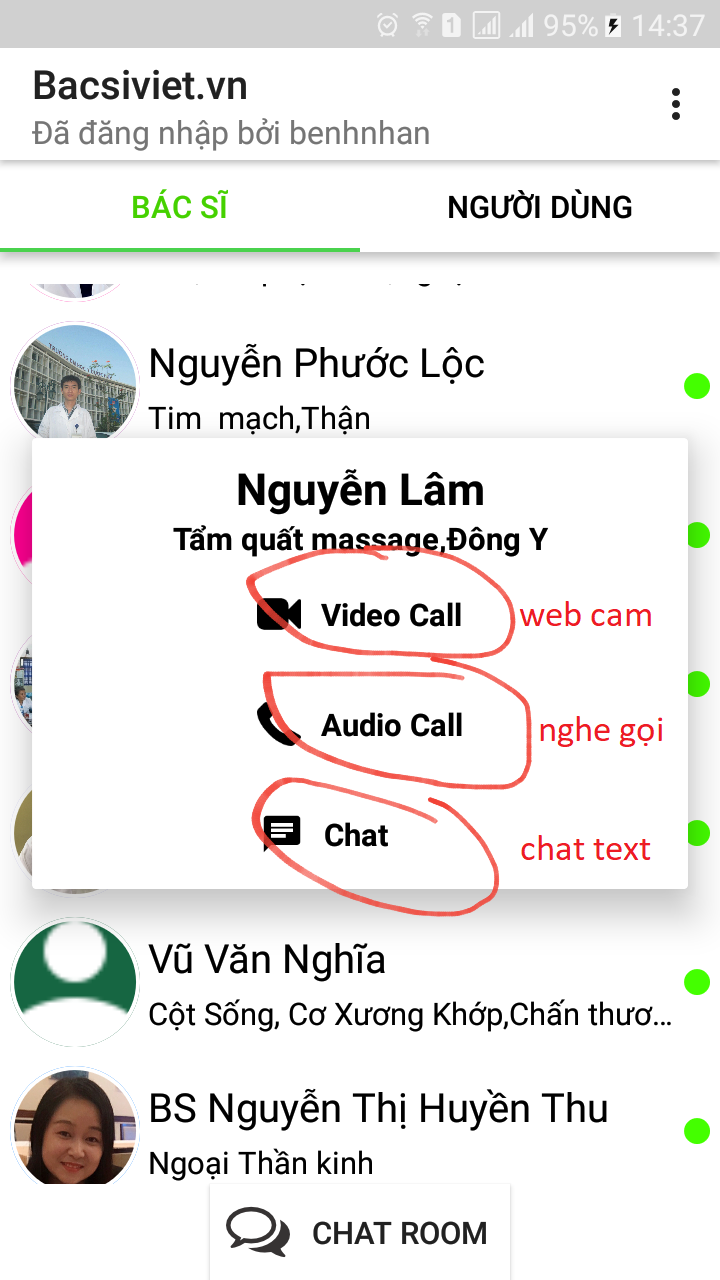 95% 14:37
Bacsiviet.vn
Đã đăng nhập bởi benhnhan
BÁC SĨ NGƯỜI DÙNG
Nguyễn Phước Lộc
Tim mạch,Thận
Nguyễn Lâm
Tẩm quất massage,Đông Y
Video Call web cam
Audio Call nghe gọi
Chat chat text
Vũ Văn Nghĩa
Cột Sống, Cơ Xương Khớp,Chấn thươ...
BS Nguyễn Thị Huyền Thu
Ngoại Thần kinh
CHAT ROOM